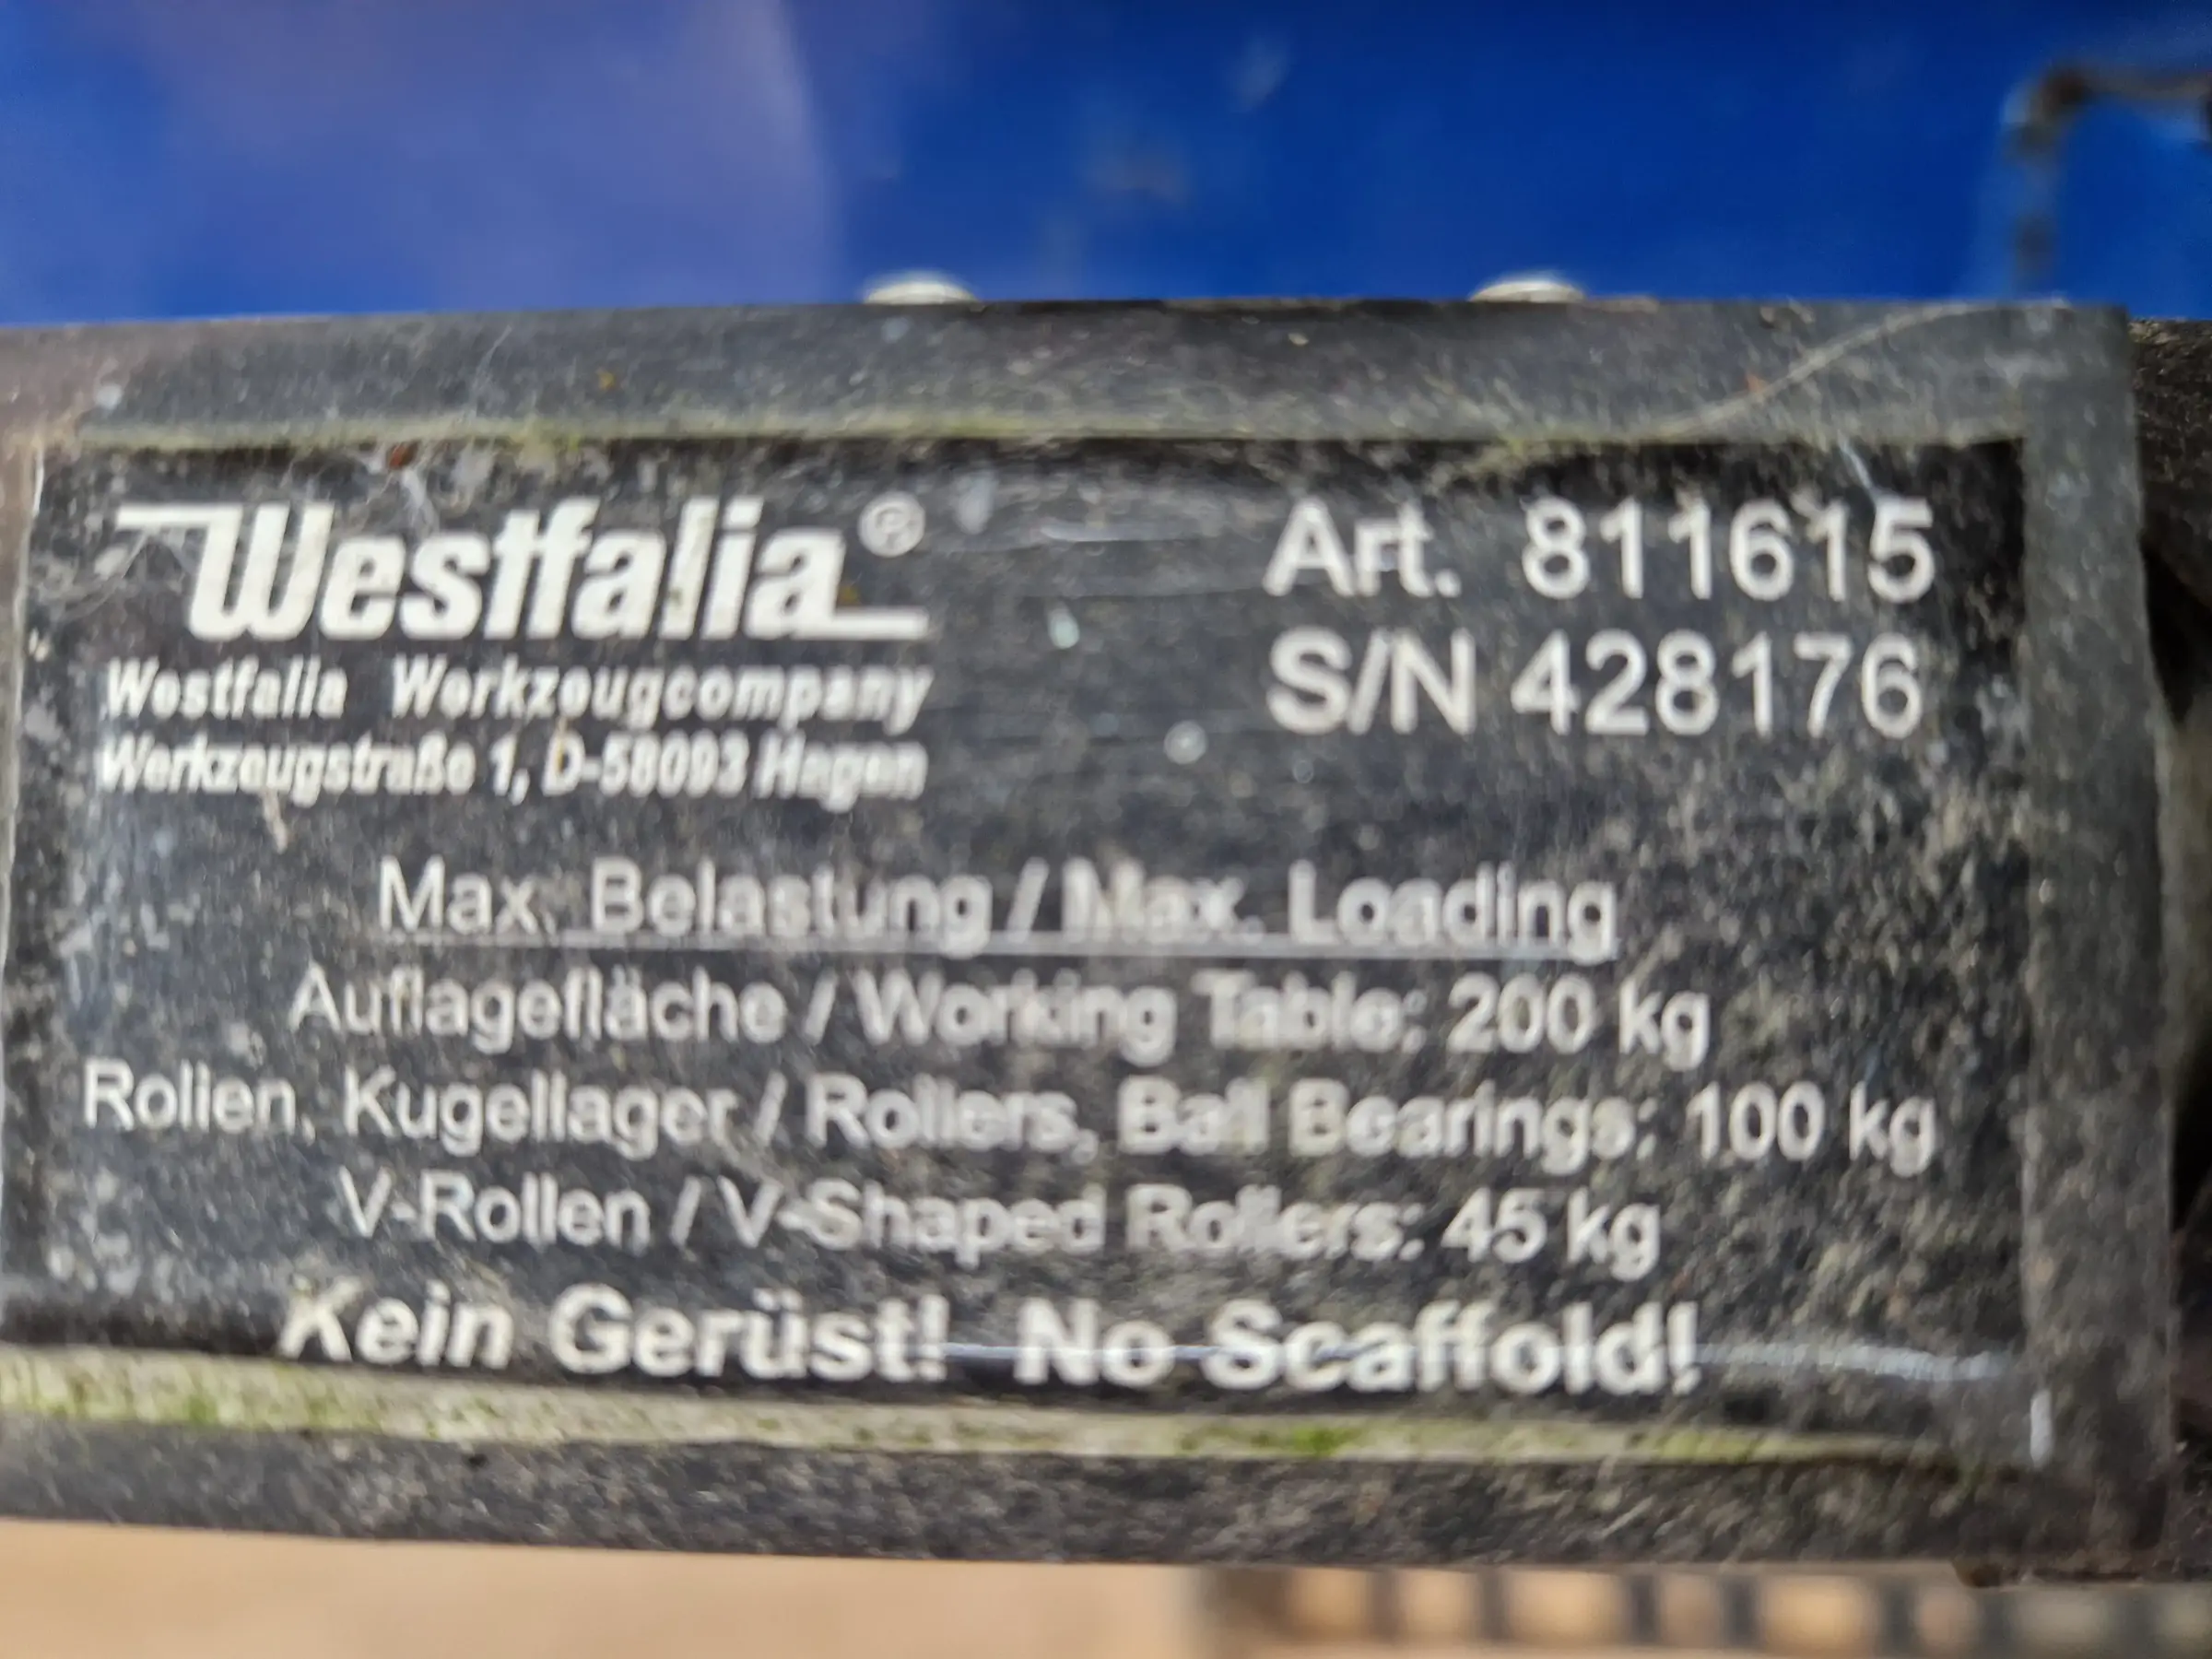 Westfalia®
Westfalia Werkzeugcompany
Werkzeugstraße 1, D-58093 Hagen
Art. 811615
S/N 428176
Max. Belastung / Max. Loading
Auflagefläche / Working Table: 200 kg
Rollen, Kugellager / Rollers, Ball Bearings: 100 kg
V-Rollen / V-Shaped Rollers: 45 kg
Kein Gerüst! No Scaffold!